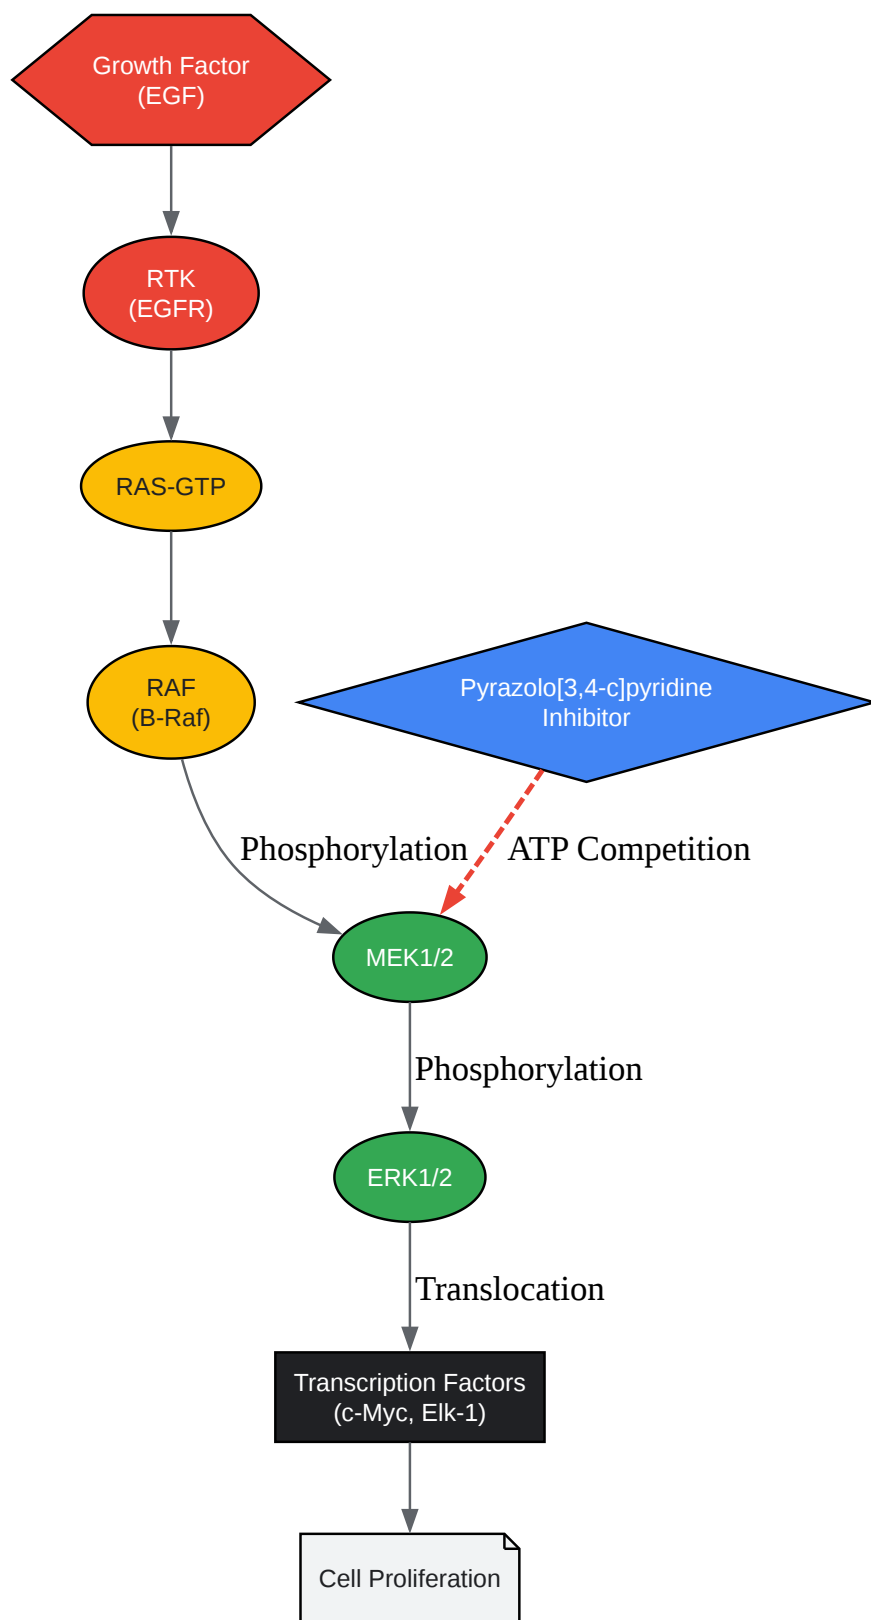 Growth Factor
(EGF)
RTK
(EGFR)
RAS-GTP
RAF
(B-Raf)
Pyrazolo[3,4-c]pyridine
Inhibitor
Phosphorylation
ATP Competition
MEK1/2
Phosphorylation
ERK1/2
Translocation
Transcription Factors
(c-Myc, Elk-1)
Cell Proliferation